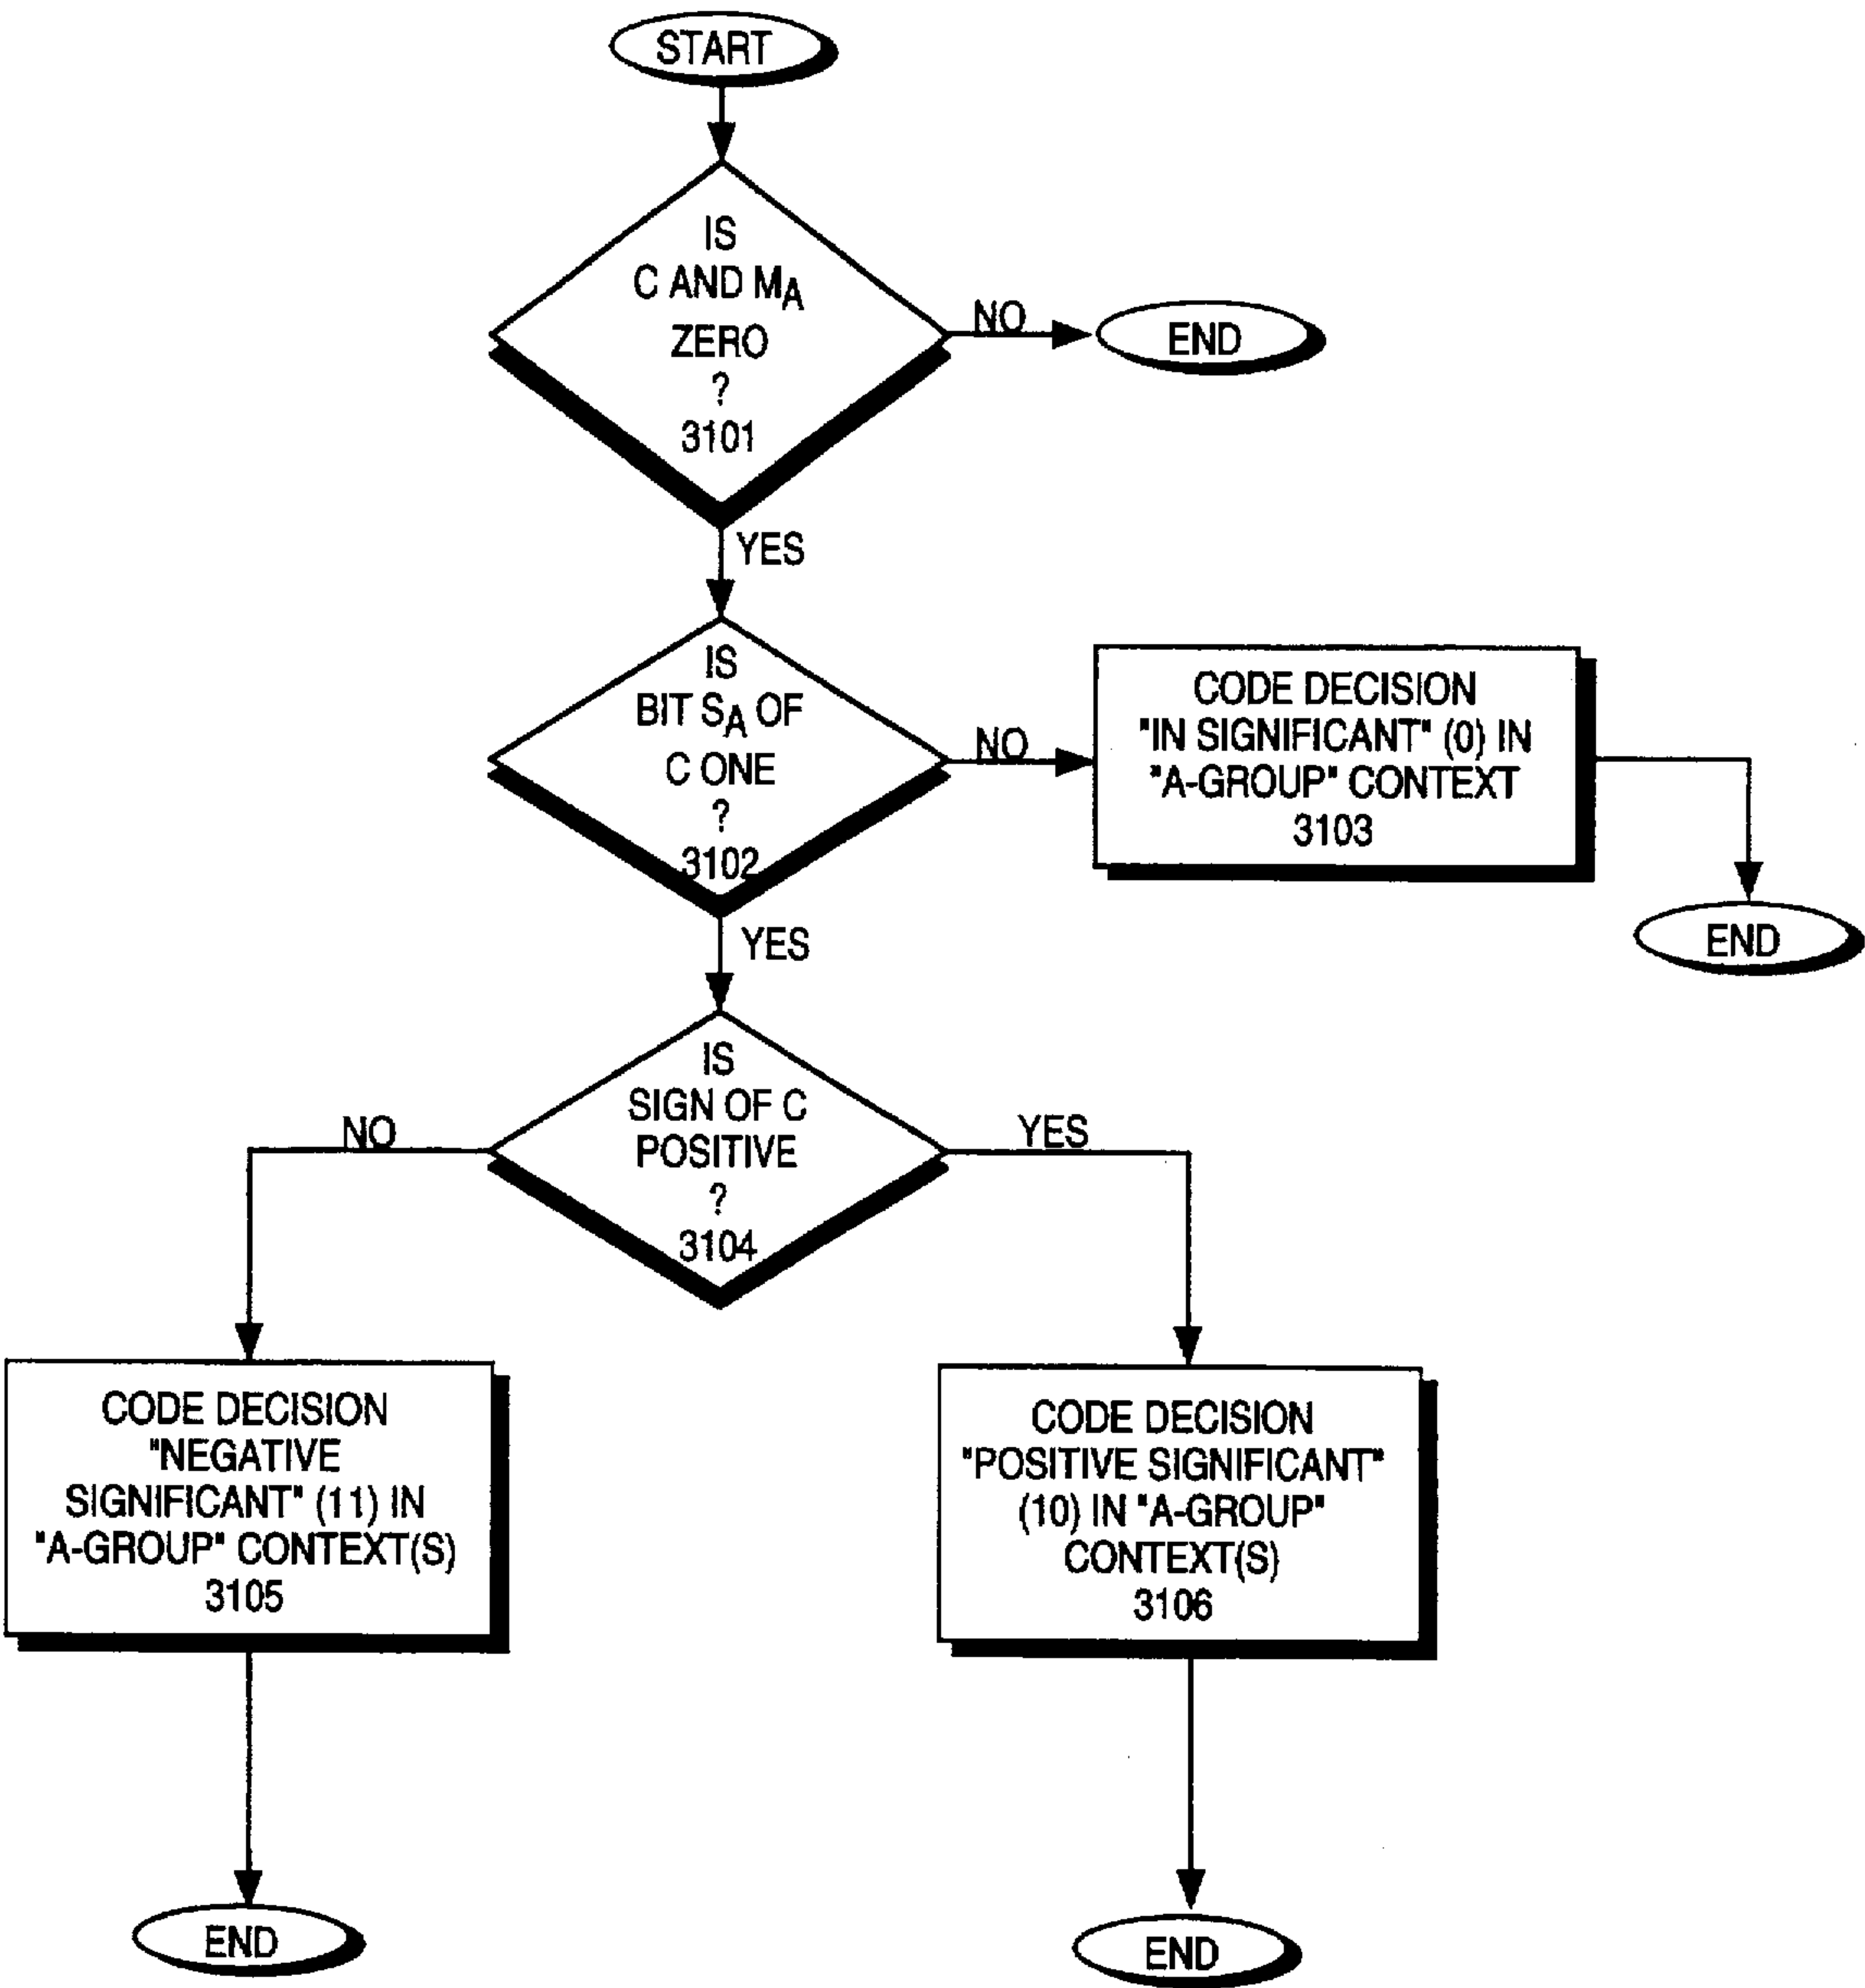 START
IS
C AND MA
ZERO
?
3101
NO
END
YES
IS
BIT SA OF
C ONE
?
3102
NO
CODE DECISION
"IN SIGNIFICANT" (0) IN
"A-GROUP" CONTEXT
3103
END
YES
IS
SIGN OF C
POSITIVE
?
3104
NO
YES
CODE DECISION
"NEGATIVE
SIGNIFICANT" (11) IN
"A-GROUP" CONTEXT(S)
3105
CODE DECISION
"POSITIVE SIGNIFICANT"
(10) IN "A-GROUP"
CONTEXT(S)
3106
END
END